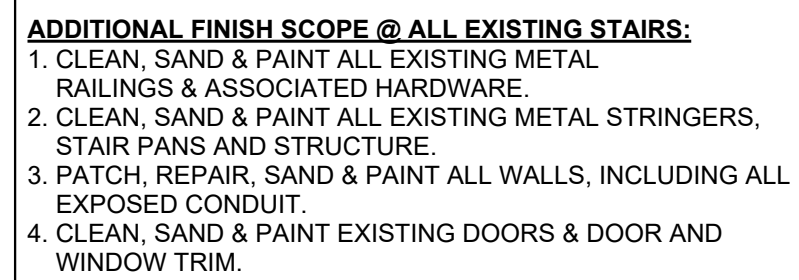 ADDITIONAL FINISH SCOPE @ ALL EXISTING STAIRS:
1. CLEAN, SAND & PAINT ALL EXISTING METAL
RAILINGS & ASSOCIATED HARDWARE.
2. CLEAN, SAND & PAINT ALL EXISTING METAL STRINGERS,
STAIR PANS AND STRUCTURE.
3. PATCH, REPAIR, SAND & PAINT ALL WALLS, INCLUDING ALL
EXPOSED CONDUIT.
4. CLEAN, SAND & PAINT EXISTING DOORS & DOOR AND
WINDOW TRIM.